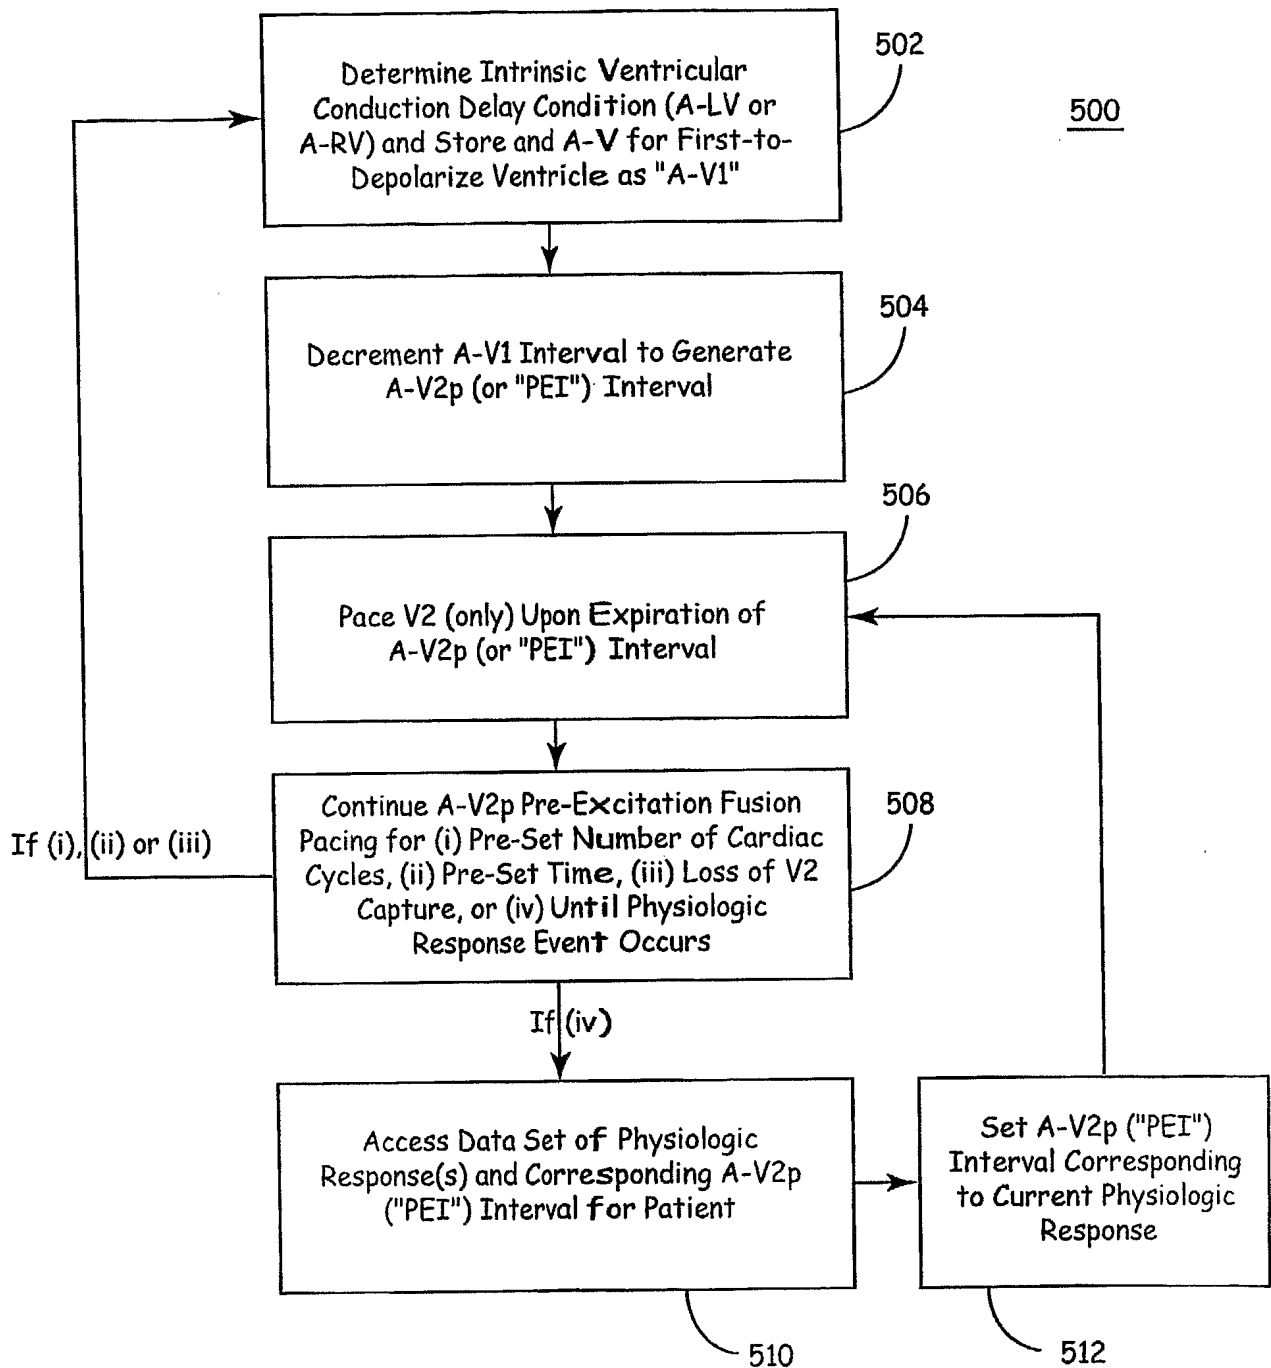 502
500
Determine Intrinsic Ventricular
Conduction Delay Condition (A-LV or
A-RV) and Store and A-V for First-to-
Depolarize Ventricle as "A-V1"
504
Decrement A-V1 Interval to Generate
A-V2p (or "PEI") Interval
506
Pace V2 (only) Upon Expiration of
A-V2p (or "PEI") Interval
508
Continue A-V2p Pre-Excitation Fusion
Pacing for (i) Pre-Set Number of Cardiac
Cycles, (ii) Pre-Set Time, (iii) Loss of V2
Capture, or (iv) Until Physiologic
Response Event Occurs
If (i), (ii) or (iii)
If (iv)
Access Data Set of Physiologic
Response(s) and Corresponding A-V2p
("PEI") Interval for Patient
Set A-V2p ("PEI")
Interval Corresponding
to Current Physiologic
Response
510
512